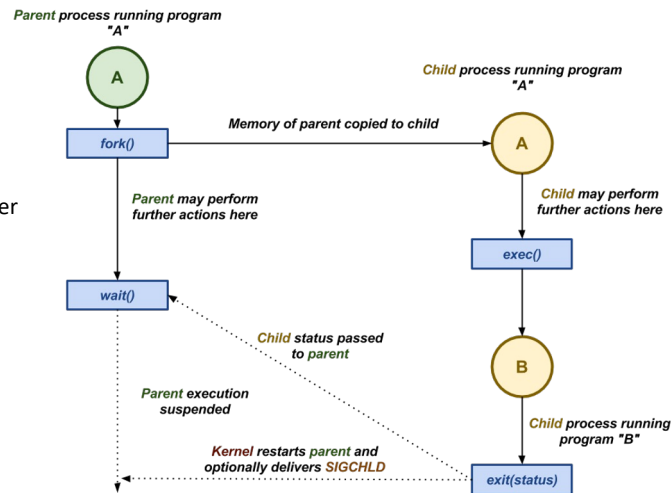 Parent process running program
"A"
A
Child process running program
"A"
fork()
Memory of parent copied to child
A
er
Parent may perform
further actions here
Child may perform
further actions here
exec()
wait()
Child status passed
to parent
B
Parent execution
suspended
Child process running
program "B"
Kernel restarts parent and
optionally delivers SIGCHLD
exit(status)